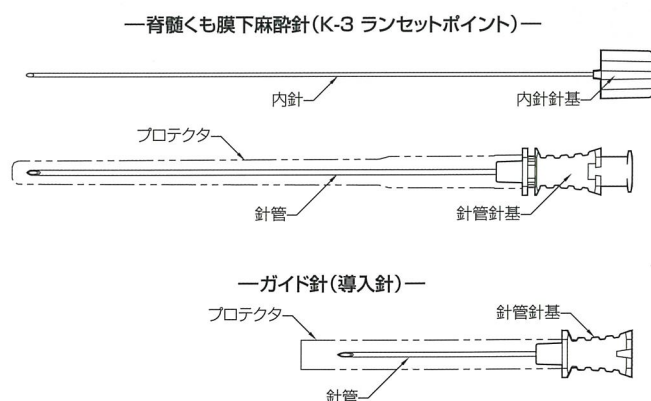 ―脊髄くも膜下麻酔針(K-3 ランセットポイント)―
内針
内針針基
プロテクタ
針管
針管針基
―ガイド針(導入針)―
プロテクタ
針管針基
針管